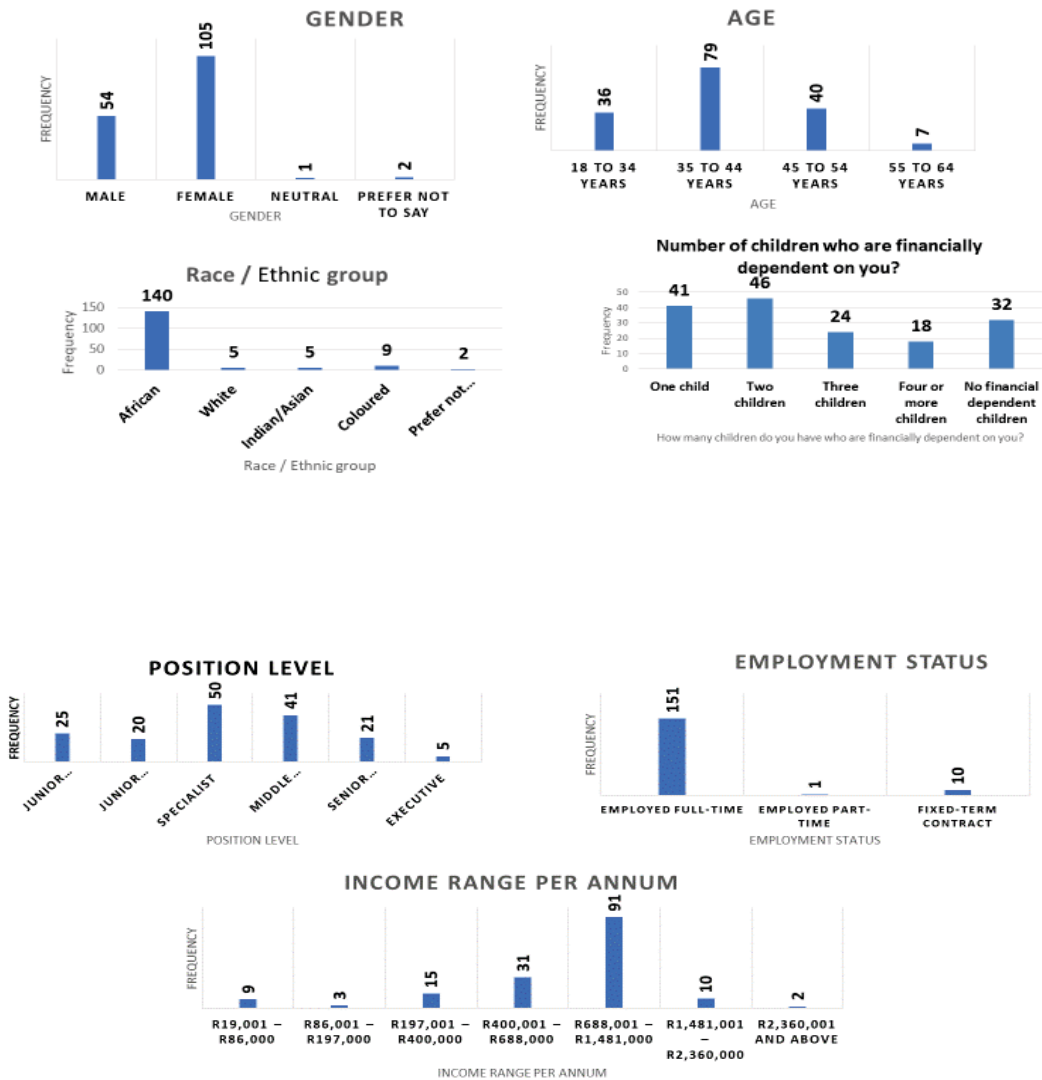 GENDER
FREQUENCY
54
105
1
2
MALE
FEMALE
NEUTRAL
PREFER NOT
TO SAY
GENDER
AGE
FREQUENCY
36
79
40
7
18 TO 34
YEARS
35 TO 44
YEARS
45 TO 54
YEARS
55 TO 64
YEARS
AGE
Race / Ethnic group
Frequency
150
100
50
0
140
5
5
9
2
African
White
Indian/Asian
Coloured
Prefer not...
Race / Ethnic group
Number of children who are financially
dependent on you?
Frequency
50
40
30
20
10
0
41
46
24
18
32
One child
Two
children
Three
children
Four or
more
children
No financial
dependent
children
How many children do you have who are financially dependent on you?
POSITION LEVEL
FREQUENCY
25
20
50
41
21
5
JUNIOR...
JUNIOR...
SPECIALIST
MIDDLE...
SENIOR...
EXECUTIVE
POSITION LEVEL
EMPLOYMENT STATUS
FREQUENCY
151
1
10
EMPLOYED FULL-TIME
EMPLOYED PART-
TIME
FIXED-TERM
CONTRACT
EMPLOYMENT STATUS
INCOME RANGE PER ANNUM
FREQUENCY
9
3
15
31
91
10
2
R19,001 –
R86,000
R86,001 –
R197,000
R197,001 –
R400,000
R400,001 –
R688,000
R688,001 –
R1,481,000
R1,481,001
–
R2,360,000
R2,360,001
AND ABOVE
INCOME RANGE PER ANNUM